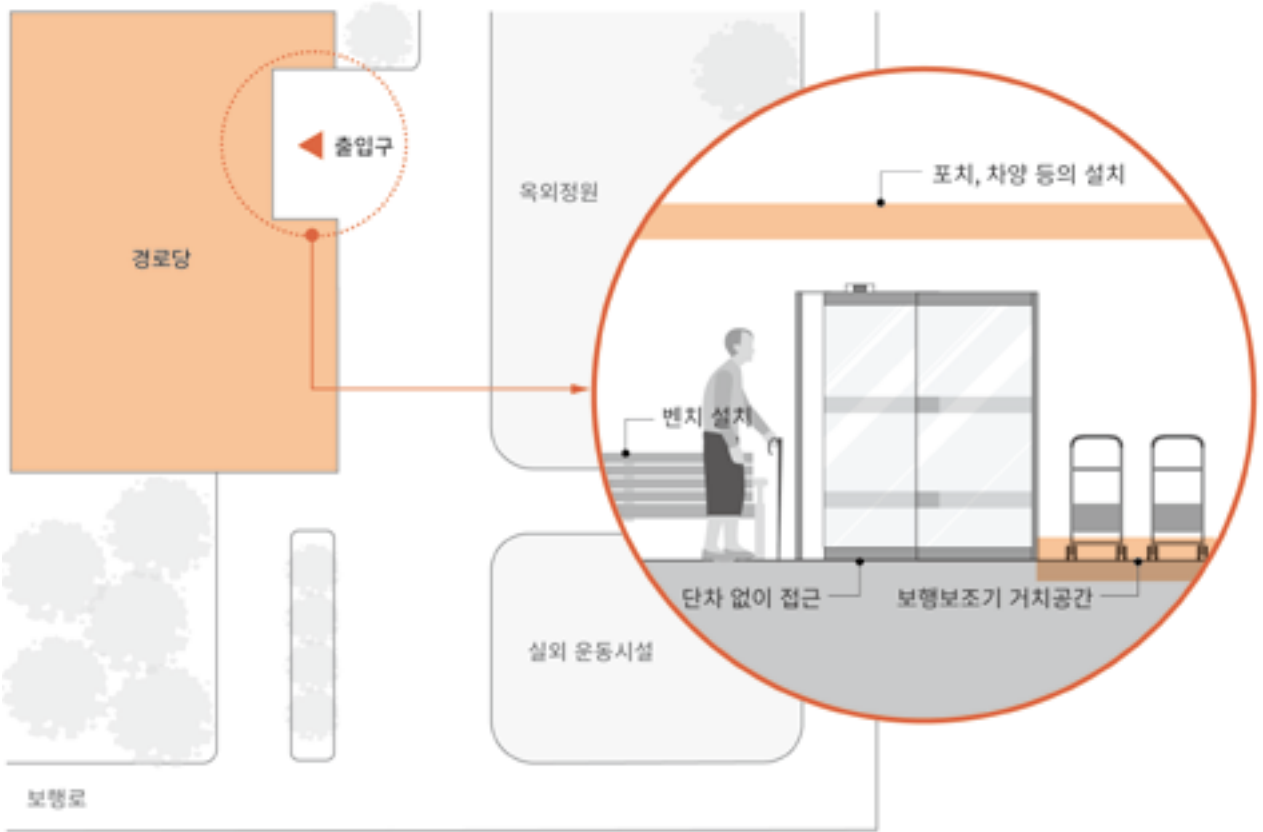 출입구
포치, 차양 등의 설치
옥외정원
경로당
벤치 설치
단차 없이 접근
보행보조기 거치공간
실외 운동시설
보행로